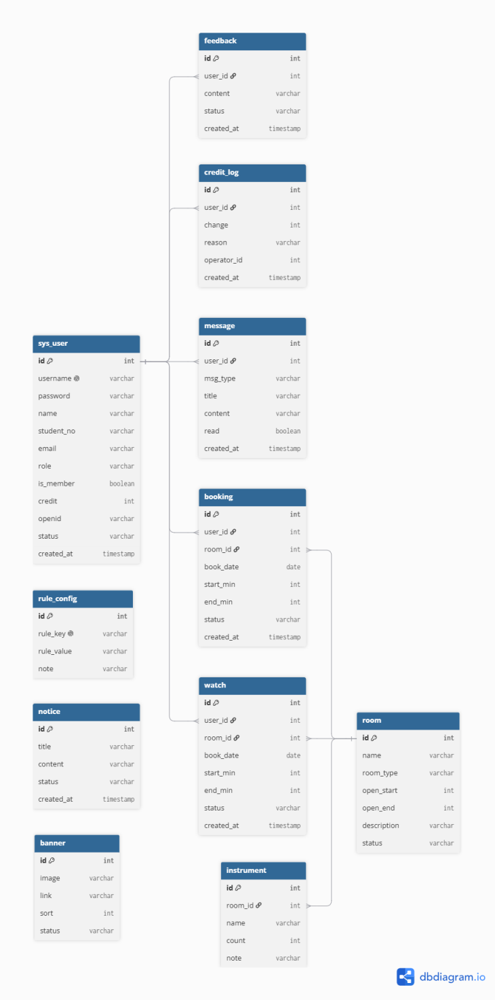 feedback
id int
user_id int
content varchar
status varchar
created_at timestamp
credit_log
id int
user_id int
change int
reason varchar
operator_id int
created_at timestamp
message
id int
user_id int
msg_type varchar
title varchar
content varchar
read boolean
created_at timestamp
sys_user
id int
username varchar
password varchar
name varchar
student_no varchar
email varchar
role varchar
is_member boolean
credit int
openid varchar
status varchar
created_at timestamp
booking
id int
user_id int
room_id int
book_date date
start_min int
end_min int
status varchar
created_at timestamp
rule_config
id int
rule_key varchar
rule_value varchar
note varchar
watch
id int
user_id int
room_id int
book_date date
start_min int
end_min int
status varchar
created_at timestamp
notice
id int
title varchar
content varchar
status varchar
created_at timestamp
room
id int
name varchar
room_type varchar
open_start int
open_end int
description varchar
status varchar
banner
id int
image varchar
link varchar
sort int
status varchar
instrument
id int
room_id int
name varchar
count int
note varchar
dbdiagram.io